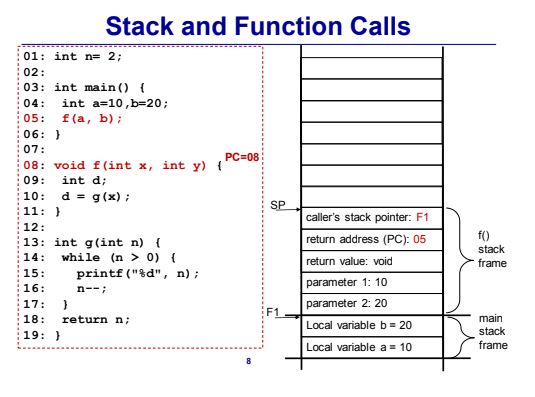 Stack and Function Calls
01: int n= 2;
02:
03: int main() {
04:  int a=10,b=20;
05:  f(a, b);
06: }
07:
08: void f(int x, int y) {
PC=08
09:  int d;
10:  d = g(x);
11: }
12:
13: int g(int n) {
14:  while (n > 0) {
15:   printf("%d", n);
16:   n--;
17:  }
18:  return n;
19: }
SP
caller's stack pointer: F1
return address (PC): 05
return value: void
parameter 1: 10
parameter 2: 20
f()
stack
frame
F1
Local variable b = 20
Local variable a = 10
main
stack
frame
8